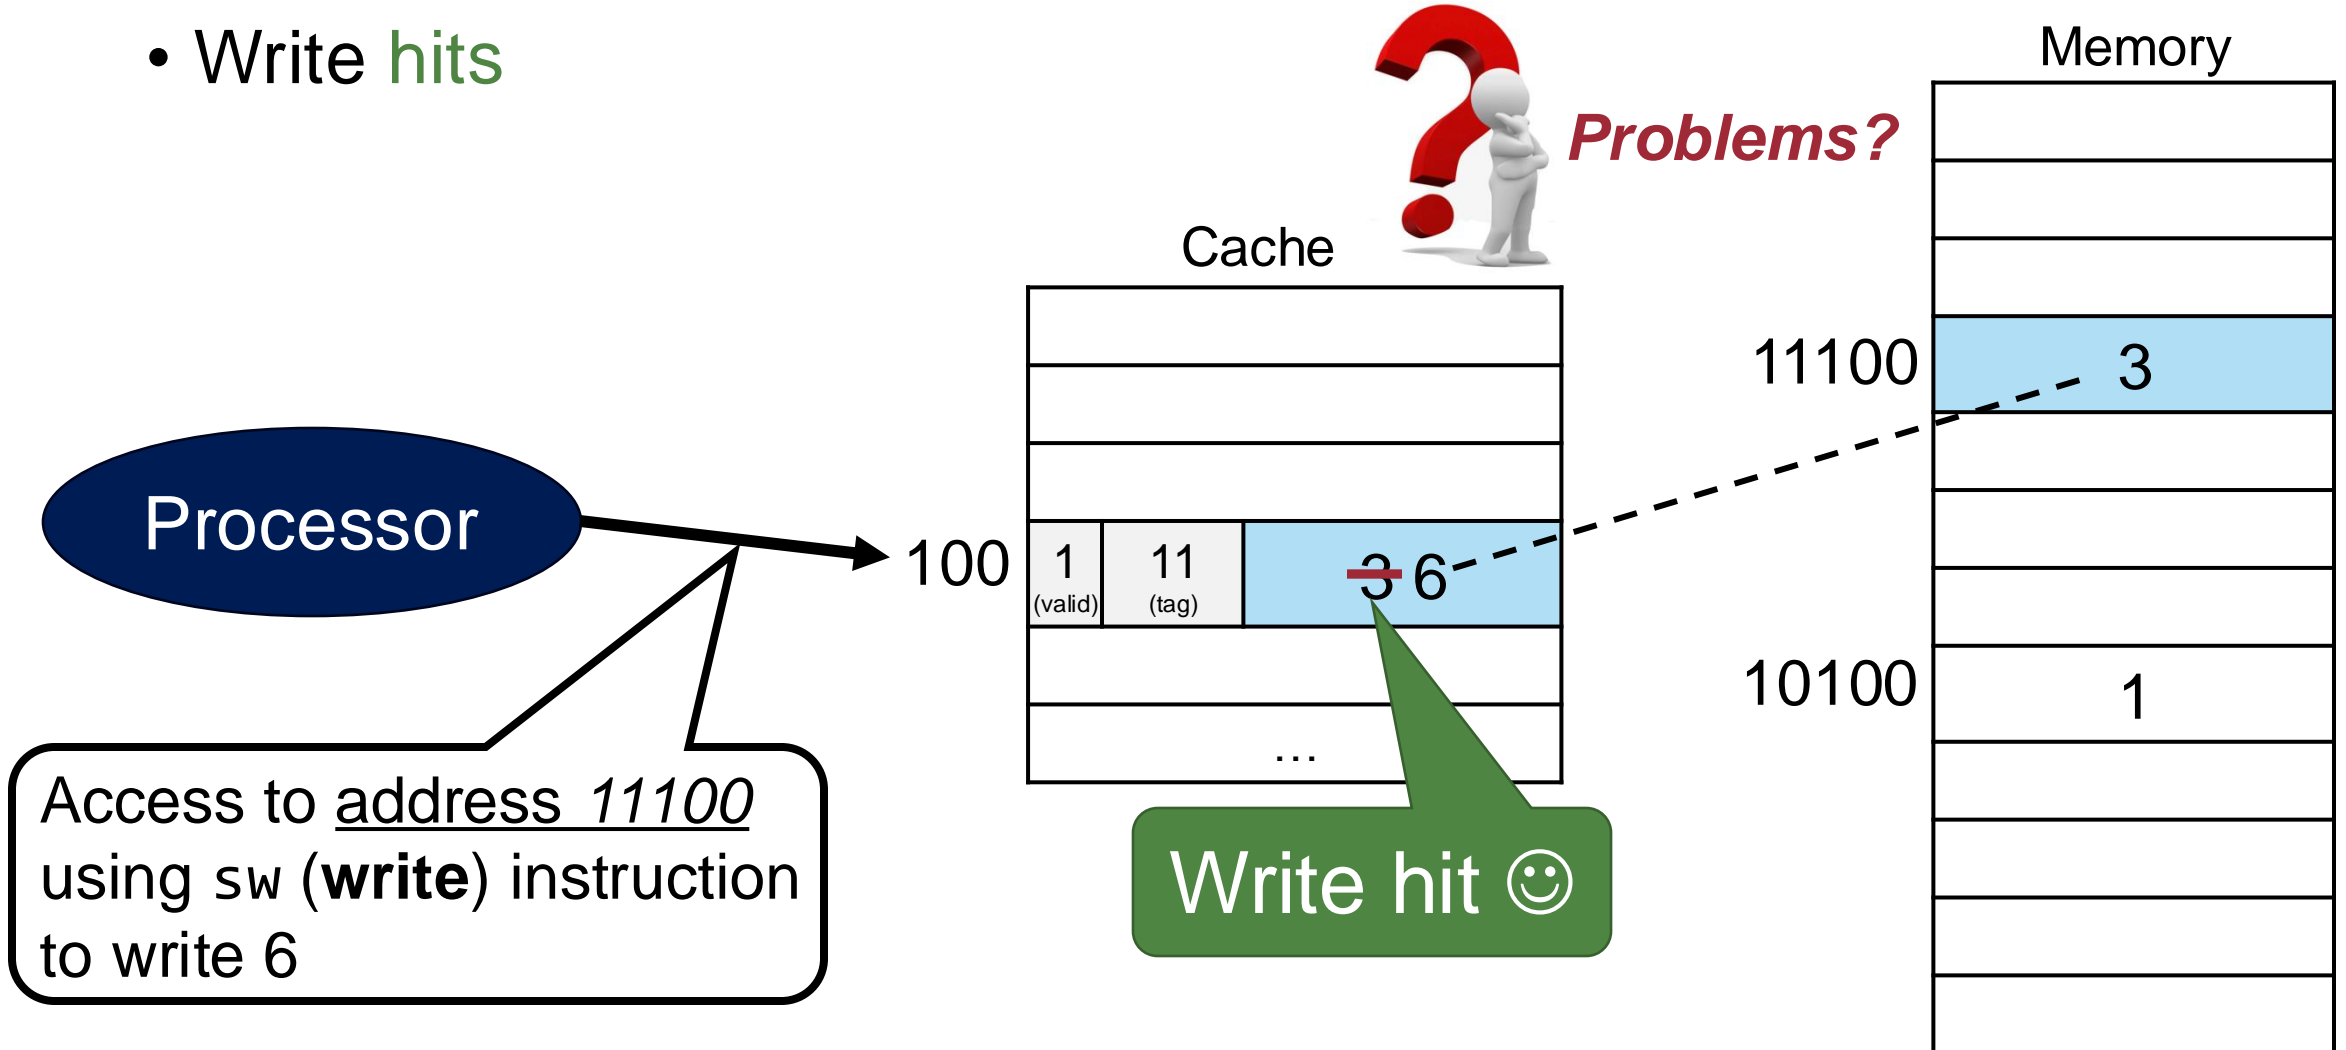 • Write hits
Problems?
Memory
Cache
11100
3
Processor
100
1
(valid)
11
(tag)
3 6
10100
1
...
Access to address 11100
using sw (write) instruction
to write 6
Write hit ☺